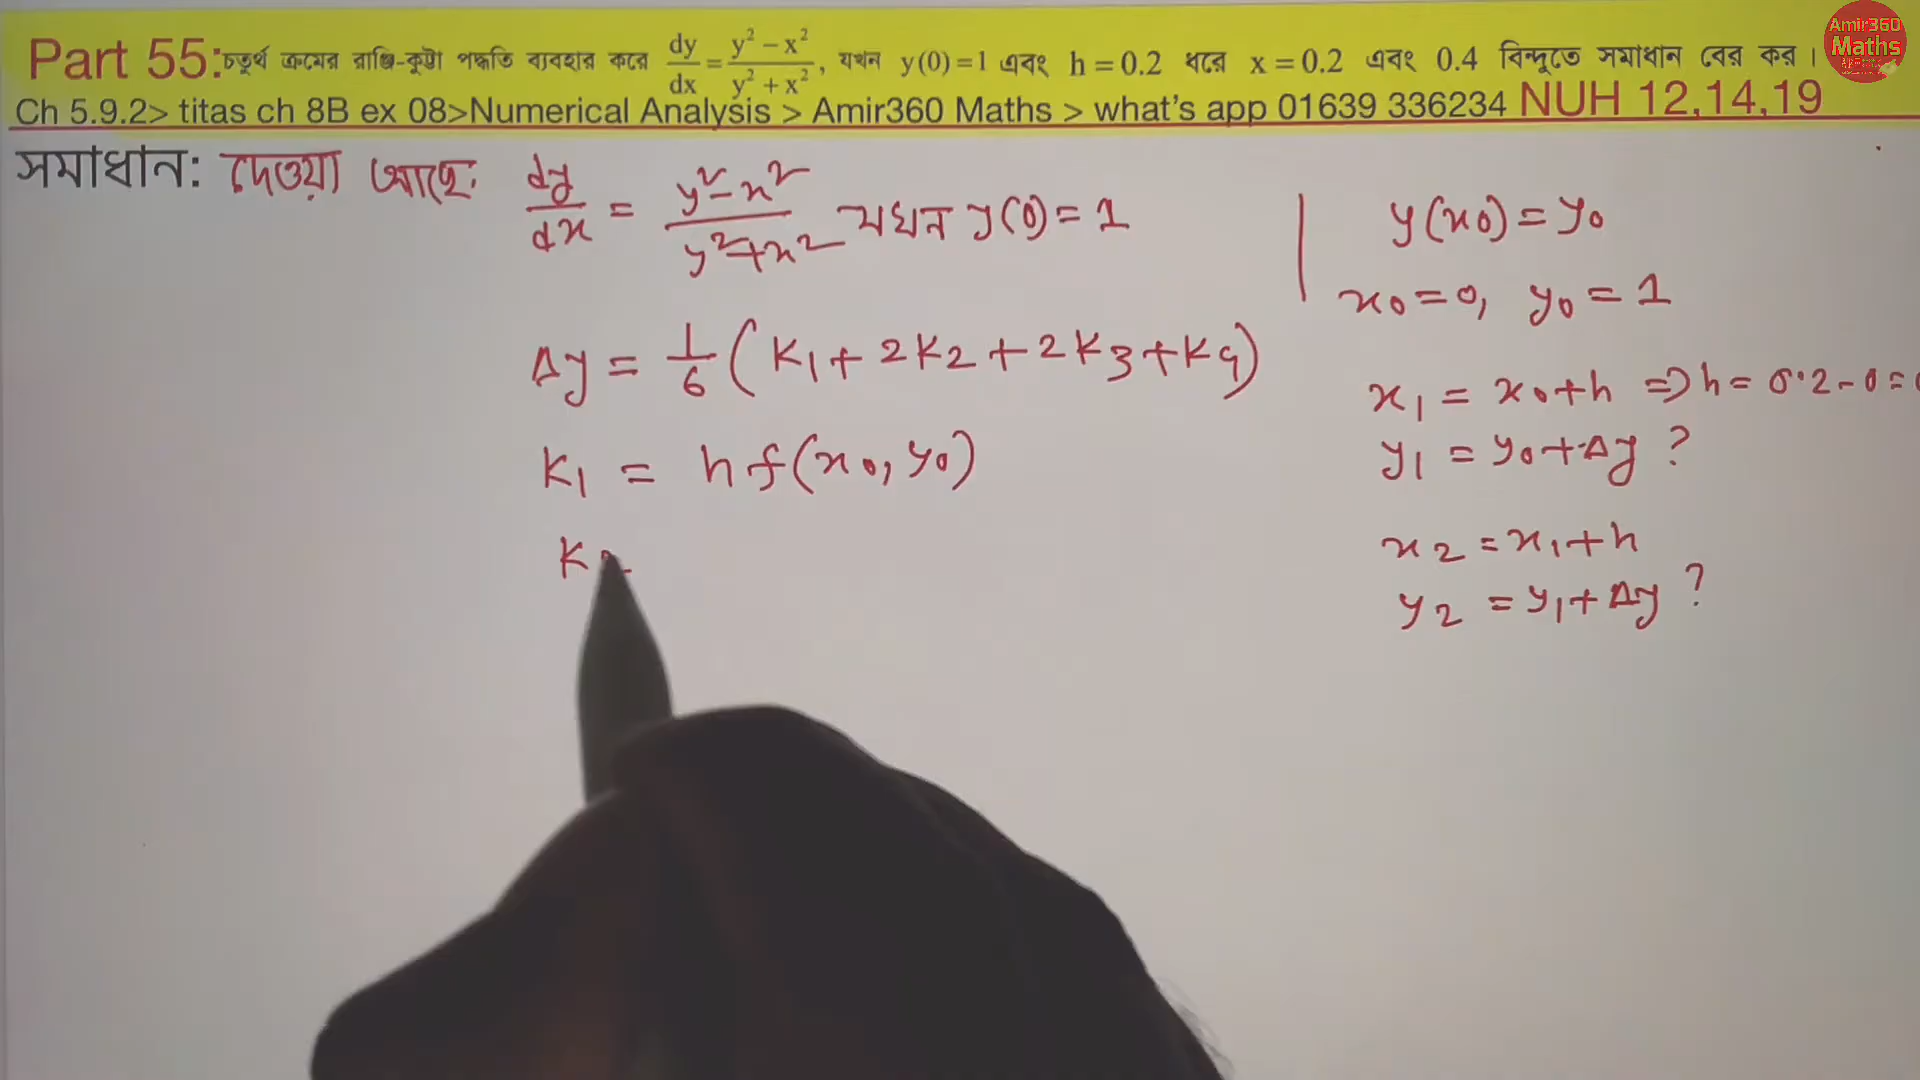 Part 55: চতুর্থ ক্রমের রাঞ্জি-কুট্টা পদ্ধতি ব্যবহার করে dy/dx = (y² − x²)/(y² + x²), যখন y(0) = 1 এবং h = 0.2 ধরে x = 0.2 এবং 0.4 বিন্দুতে সমাধান বের কর।
Ch 5.9.2> titas ch 8B ex 08>Numerical Analysis > Amir360 Maths > what's app 01639 336234 NUH 12,14,19
Amir360
Maths
সমাধান: দেওয়া আছে: dy/dx = (y² − x²)/(y² + x²) যখন y(0) = 1
Δy = 1/6 (K₁ + 2K₂ + 2K₃ + K₄)
K₁ = hf(x₀, y₀)
K
y(x₀) = y₀
x₀ = 0, y₀ = 1
x₁ = x₀ + h ⇒ h = 0.2 − 0 =
y₁ = y₀ + Δy ?
x₂ = x₁ + h
y₂ = y₁ + Δy ?